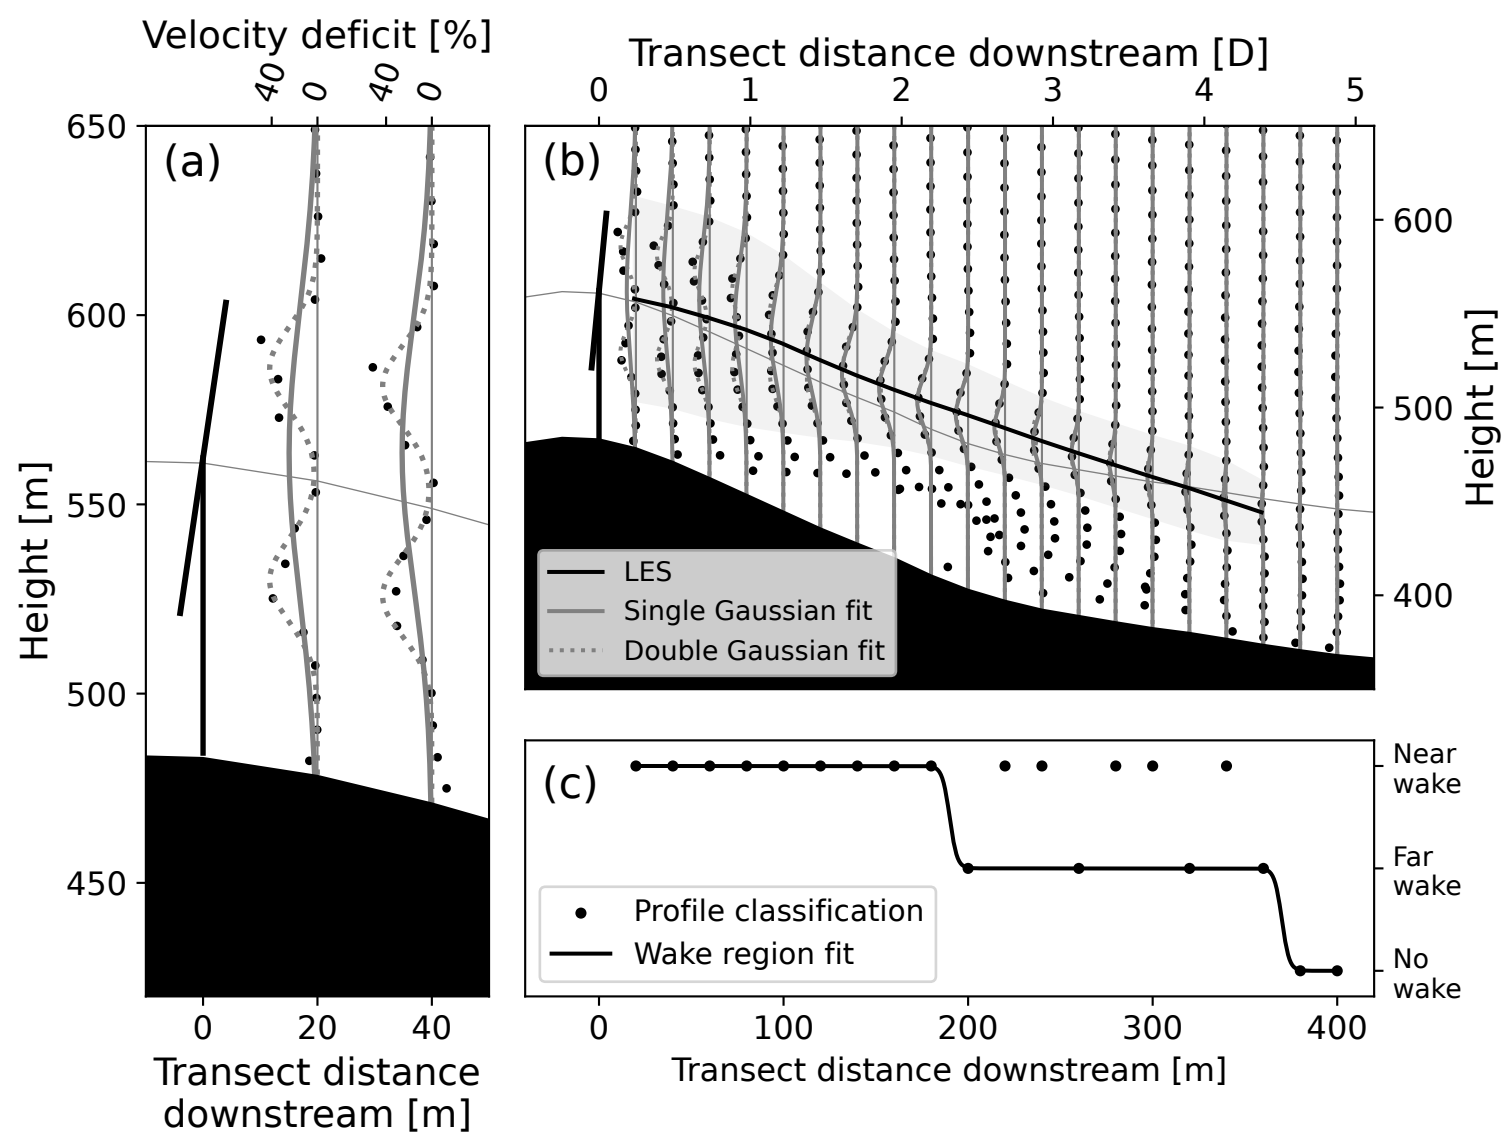 Velocity deficit [%]
40 0 40 0
Transect distance downstream [D]
0 1 2 3 4 5
(a)
650
600
550
500
450
Height [m]
0 20 40
Transect distance
downstream [m]
(b)
600
500
400
Height [m]
LES
Single Gaussian fit
Double Gaussian fit
(c)
Near
wake
Far
wake
No
wake
Profile classification
Wake region fit
0 100 200 300 400
Transect distance downstream [m]